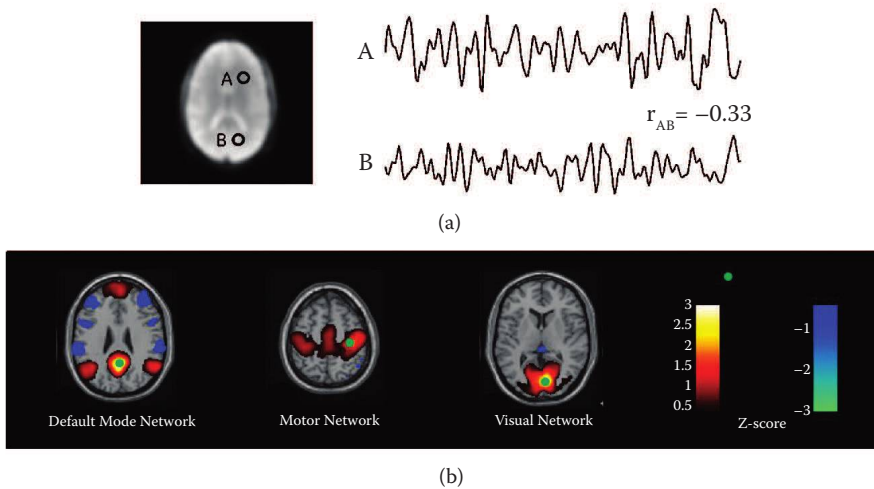 A
A
B
r_AB = −0.33
B
(a)
3
2.5
2
1.5
1
0.5
−1
−2
−3
Default Mode Network
Motor Network
Visual Network
Z-score
(b)